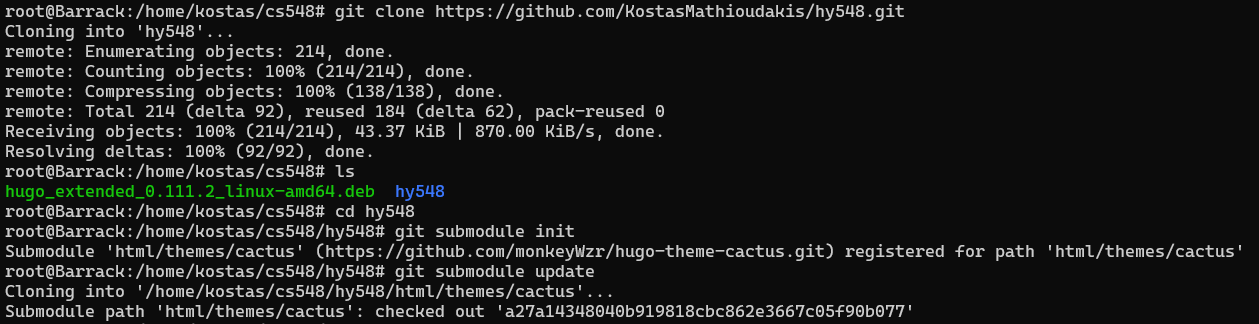 root@Barrack:/home/kostas/cs548# git clone https://github.com/KostasMathioudakis/hy548.git
Cloning into 'hy548'...
remote: Enumerating objects: 214, done.
remote: Counting objects: 100% (214/214), done.
remote: Compressing objects: 100% (138/138), done.
remote: Total 214 (delta 92), reused 184 (delta 62), pack-reused 0
Receiving objects: 100% (214/214), 43.37 KiB | 870.00 KiB/s, done.
Resolving deltas: 100% (92/92), done.
root@Barrack:/home/kostas/cs548# ls
hugo_extended_0.111.2_linux-amd64.deb  hy548
root@Barrack:/home/kostas/cs548# cd hy548
root@Barrack:/home/kostas/cs548/hy548# git submodule init
Submodule 'html/themes/cactus' (https://github.com/monkeyWzr/hugo-theme-cactus.git) registered for path 'html/themes/cactus'
root@Barrack:/home/kostas/cs548/hy548# git submodule update
Cloning into '/home/kostas/cs548/hy548/html/themes/cactus'...
Submodule path 'html/themes/cactus': checked out 'a27a14348040b919818cbc862e3667c05f90b077'